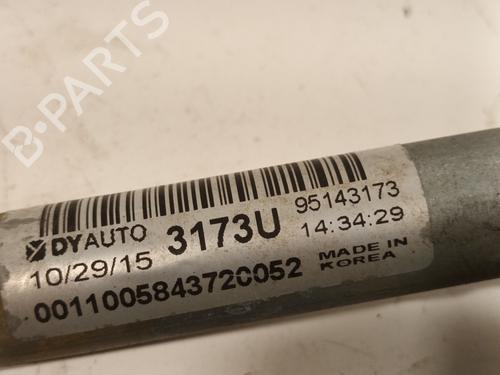 B-PARTS
95143173
DYAUTO 3173U 14:34:29
10/29/15 MADE IN KOREA
0011005843720052